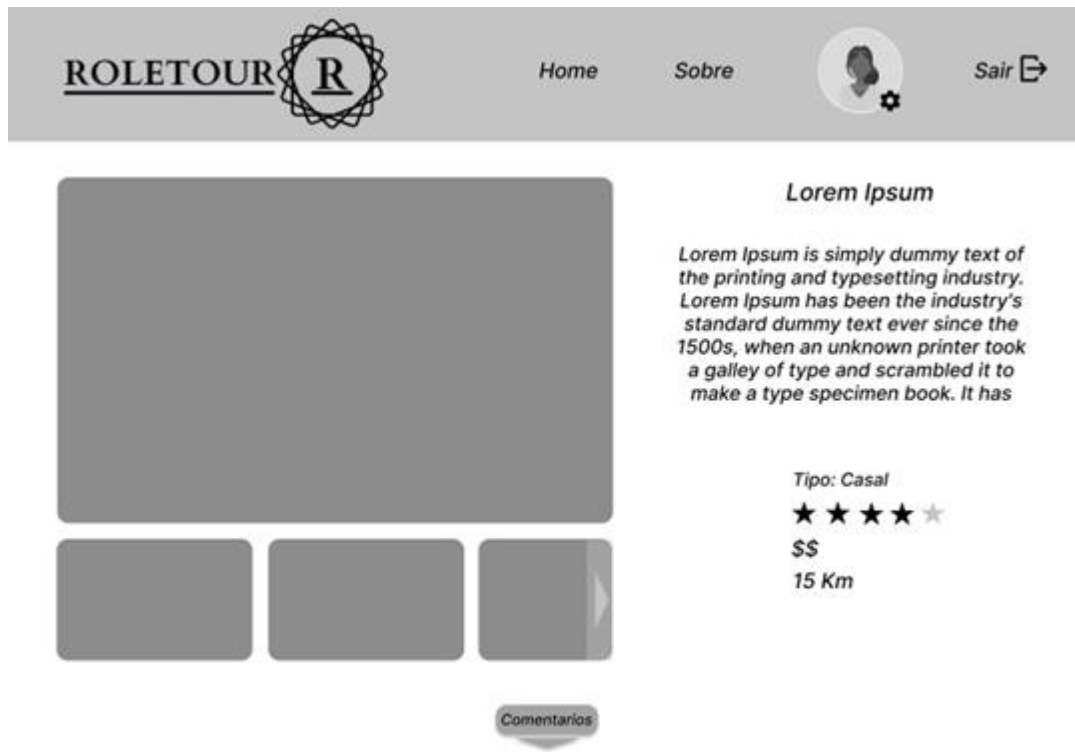 ROLETOUR R
Home
Sobre
Sair
Lorem Ipsum
Lorem Ipsum is simply dummy text of
the printing and typesetting industry.
Lorem Ipsum has been the industry's
standard dummy text ever since the
1500s, when an unknown printer took
a galley of type and scrambled it to
make a type specimen book. It has
Tipo: Casal
$$
15 Km
Comentarios